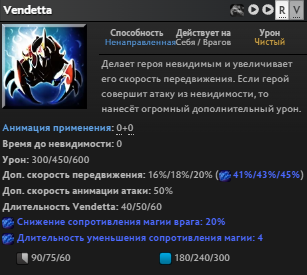 Vendetta
R V
Способность Действует на Урон
Ненаправленная Себя / Врагов Чистый
Делает героя невидимым и увеличивает
его скорость передвижения. Если герой
совершит атаку из невидимости, то
нанесёт огромный дополнительный урон.
Анимация применения: 0+0
Время до невидимости: 0
Урон: 300/450/600
Доп. скорость передвижения: 16%/18%/20% ( 41%/43%/45%)
Доп. скорость анимации атаки: 50%
Длительность Vendetta: 40/50/60
Снижение сопротивления магии врага: 20%
Длительность уменьшения сопротивления магии: 4
90/75/60 180/240/300